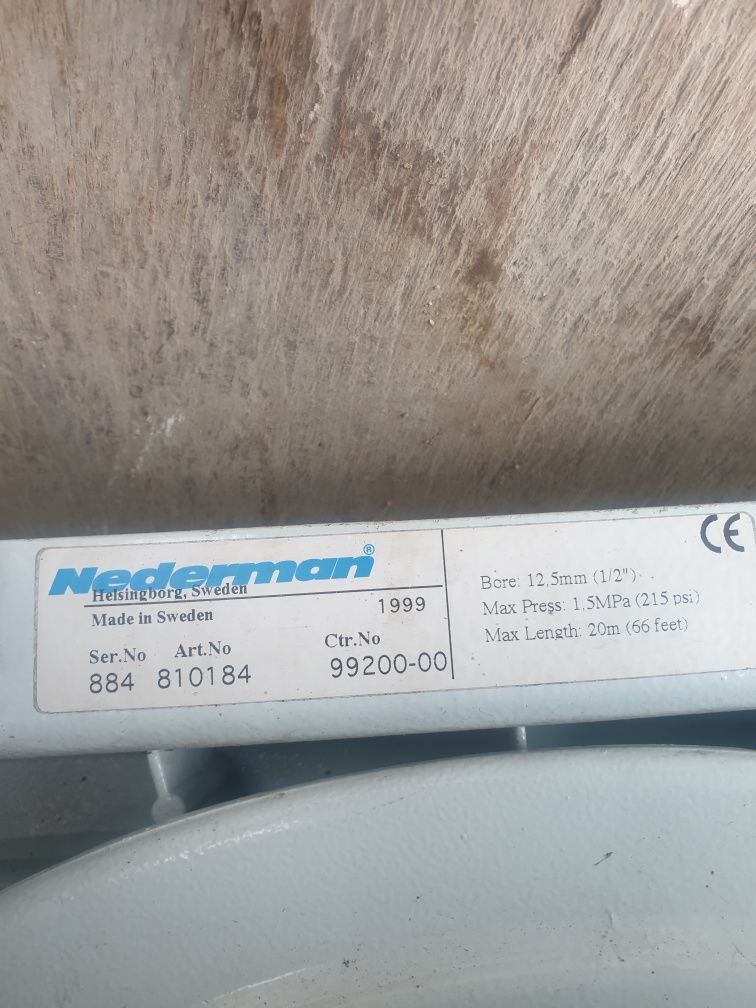 Nederman®
Helsingborg, Sweden
Made in Sweden 1999
Ser.No Art.No Ctr.No
884 810184 99200-00
CE
Bore: 12,5mm (1/2")
Max Press: 1,5MPa (215 psi)
Max Length: 20m (66 feet)